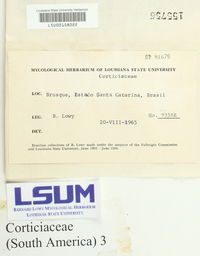 Louisiana State University Herbarium
LSUM00118222
155756
SP 91679
MYCOLOGICAL HERBARIUM OF LOUISIANA STATE UNIVERSITY
Corticiaceae
LOC. Brusque, Estado Santa Catarina, Brasil
LEG. B. Lowy No.
20-VIII-1965
DET.
Brazilian collections of B. Lowy made under the auspices of the Fulbright Commission
and Louisiana State University, June 1965 - June 1966
LSUM
BERNARD LOWY MYCOLOGICAL HERBARIUM
LOUISIANA STATE UNIVERSITY
Corticiaceae
(South America) 3